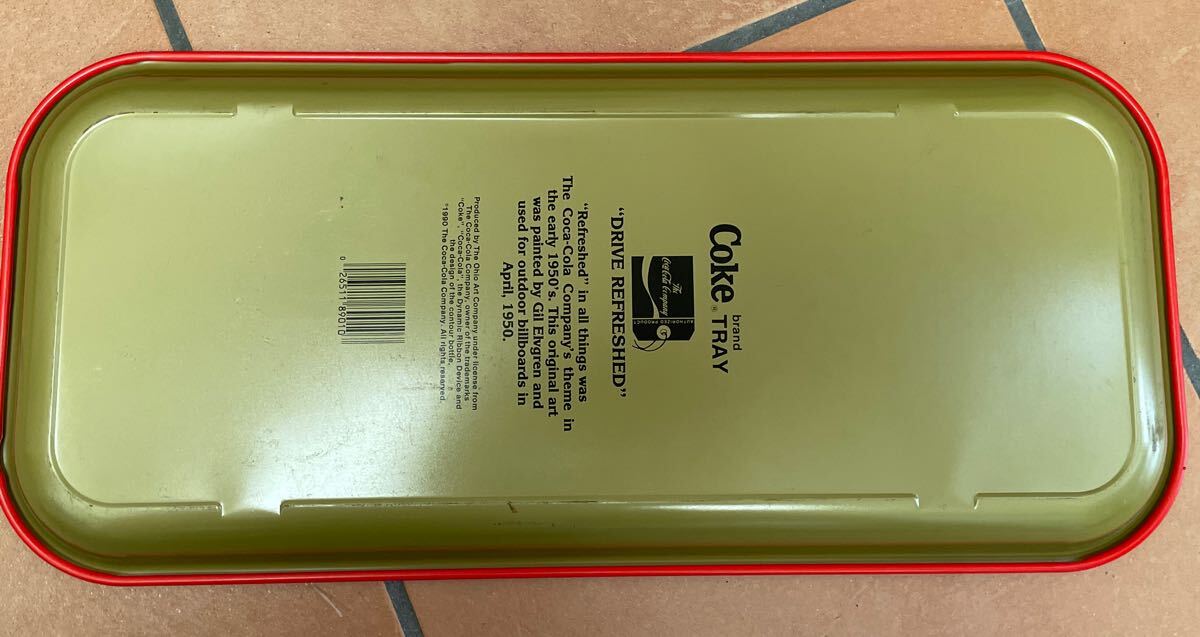 Coke® brand TRAY
The
Coca-Cola Company
AUTHORIZED PRODUCT
"DRIVE REFRESHED"
"Refreshed" in all things was
The Coca-Cola Company's theme in
the early 1950's. This original art
was painted by Gil Elvgren and
used for outdoor billboards in
April, 1950.
Produced by The Ohio Art Company under license from
The Coca-Cola Company, owner of the trademarks
"Coke", "Coca-Cola", the Dynamic Ribbon Device and
the design of the contour bottle.
©1990 The Coca-Cola Company. All rights reserved.
0 26511 89010